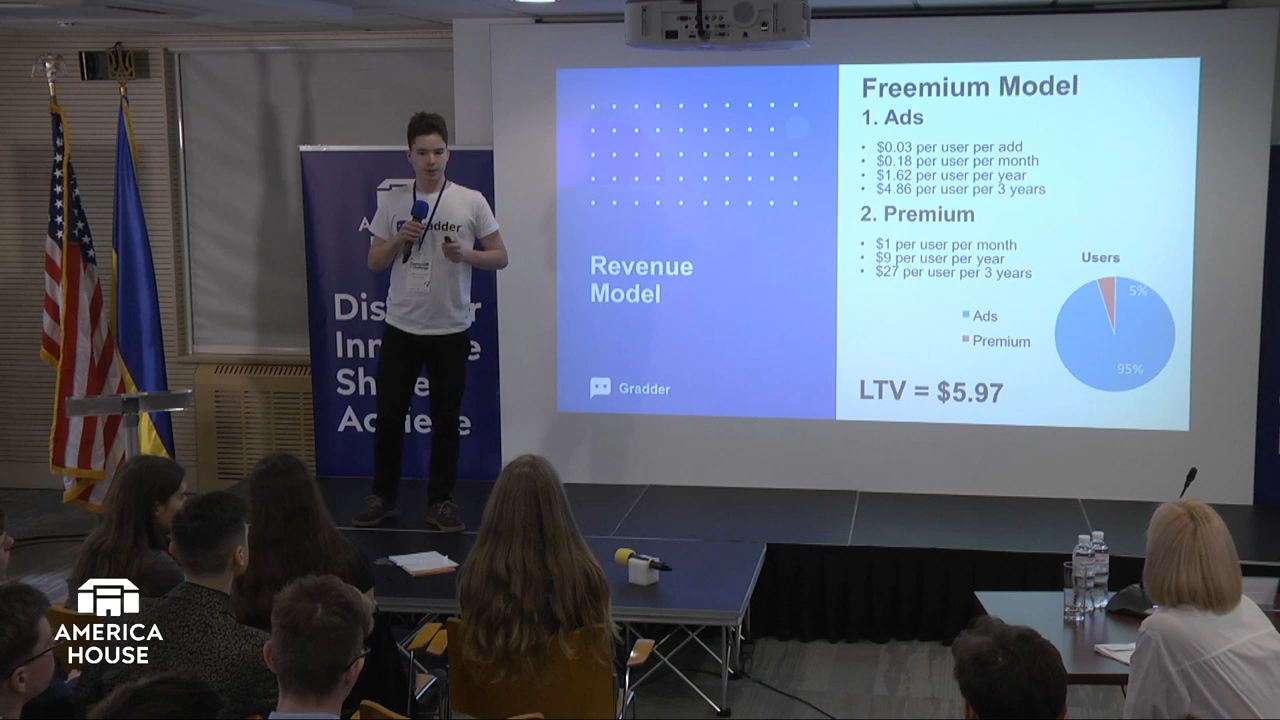 Freemium Model
1. Ads
• $0.03 per user per add
• $0.18 per user per month
• $1.62 per user per year
• $4.86 per user per 3 years
2. Premium
• $1 per user per month
• $9 per user per year
• $27 per user per 3 years
Users
5%
Ads
Premium
95%
LTV = $5.97
Revenue
Model
Gradder
adder
AMERICA
HOUSE